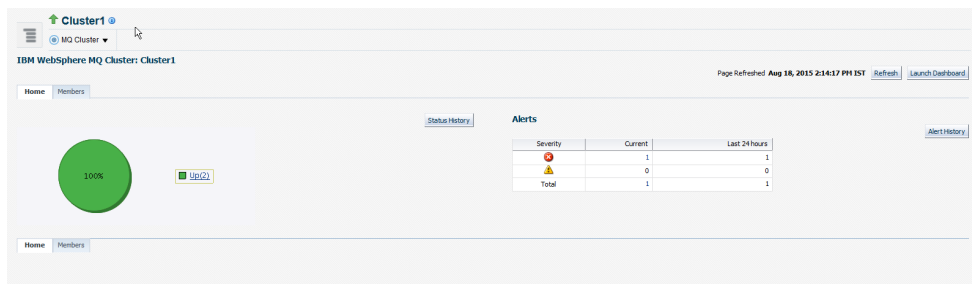 Cluster1
MQ Cluster
IBM WebSphere MQ Cluster: Cluster1
Page Refreshed Aug 18, 2015 2:14:17 PM IST Refresh Launch Dashboard
Home Members
Status History
Alerts
Alert History
Severity Current Last 24 hours
1 1
0 0
Total 1 1
100%
Up(2)
Home Members